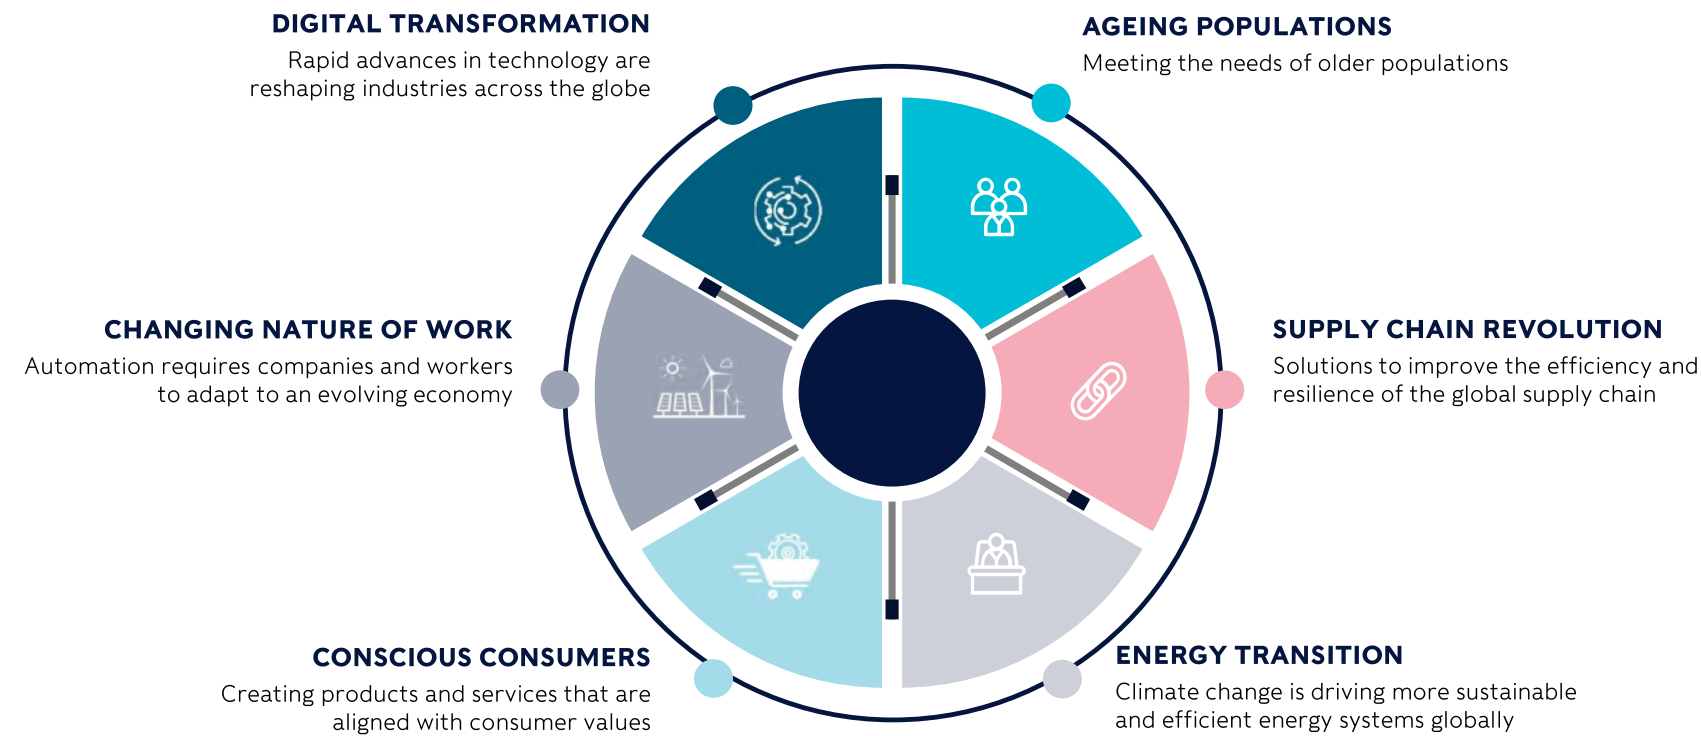 DIGITAL TRANSFORMATION
Rapid advances in technology are
reshaping industries across the globe
AGEING POPULATIONS
Meeting the needs of older populations
CHANGING NATURE OF WORK
Automation requires companies and workers
to adapt to an evolving economy
SUPPLY CHAIN REVOLUTION
Solutions to improve the efficiency and
resilience of the global supply chain
CONSCIOUS CONSUMERS
Creating products and services that are
aligned with consumer values
ENERGY TRANSITION
Climate change is driving more sustainable
and efficient energy systems globally